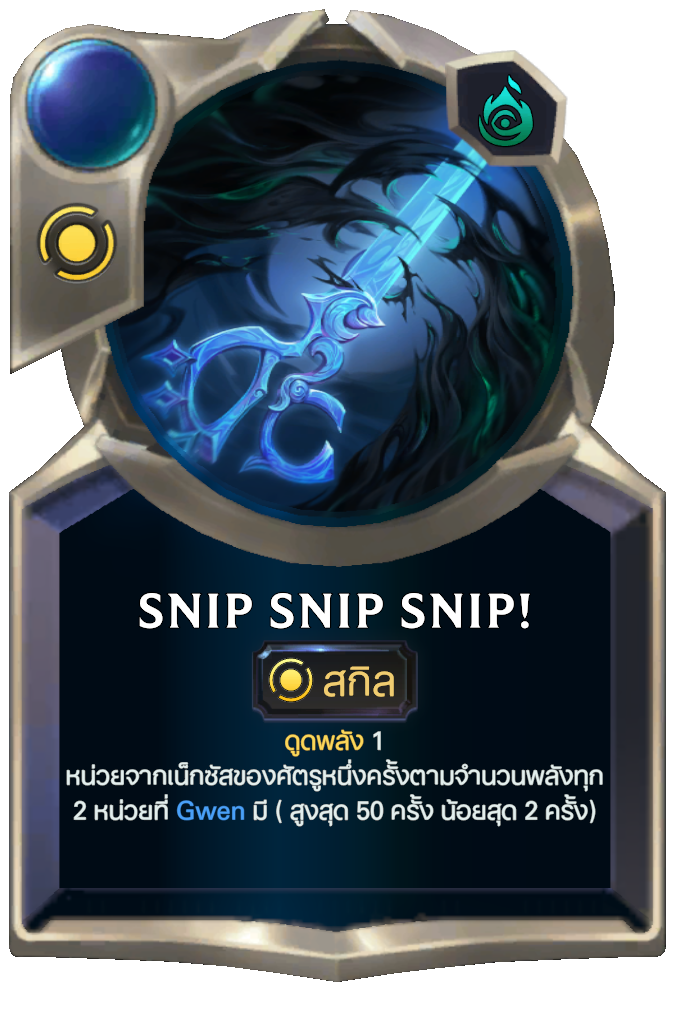 SNIP SNIP SNIP!
สกิล
ดูดพลัง 1
หน่วยจากเน็กซัสของศัตรูหนึ่งครั้งตามจำนวนพลังทุก
2 หน่วยที่ Gwen มี ( สูงสุด 50 ครั้ง น้อยสุด 2 ครั้ง)